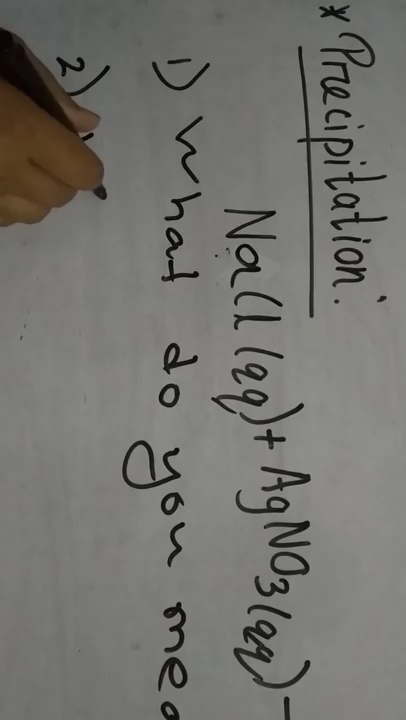 * Precipitation:
NaCl (aq) + AgNO3 (aq) -
1) What do you mea
2)